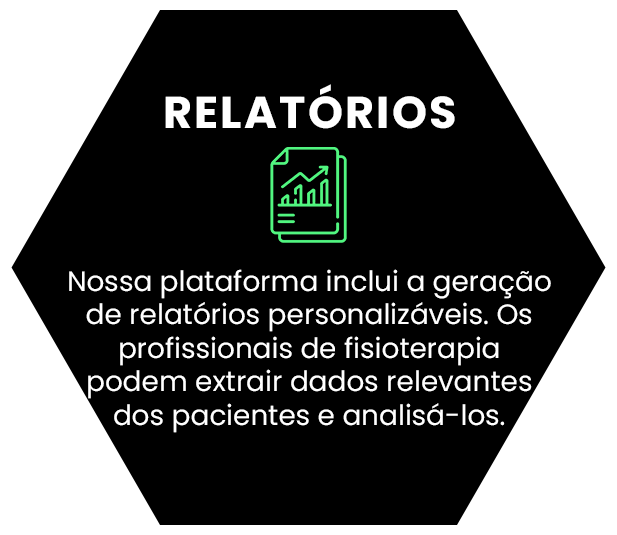 RELATÓRIOS
Nossa plataforma inclui a geração
de relatórios personalizáveis. Os
profissionais de fisioterapia
podem extrair dados relevantes
dos pacientes e analisá-los.